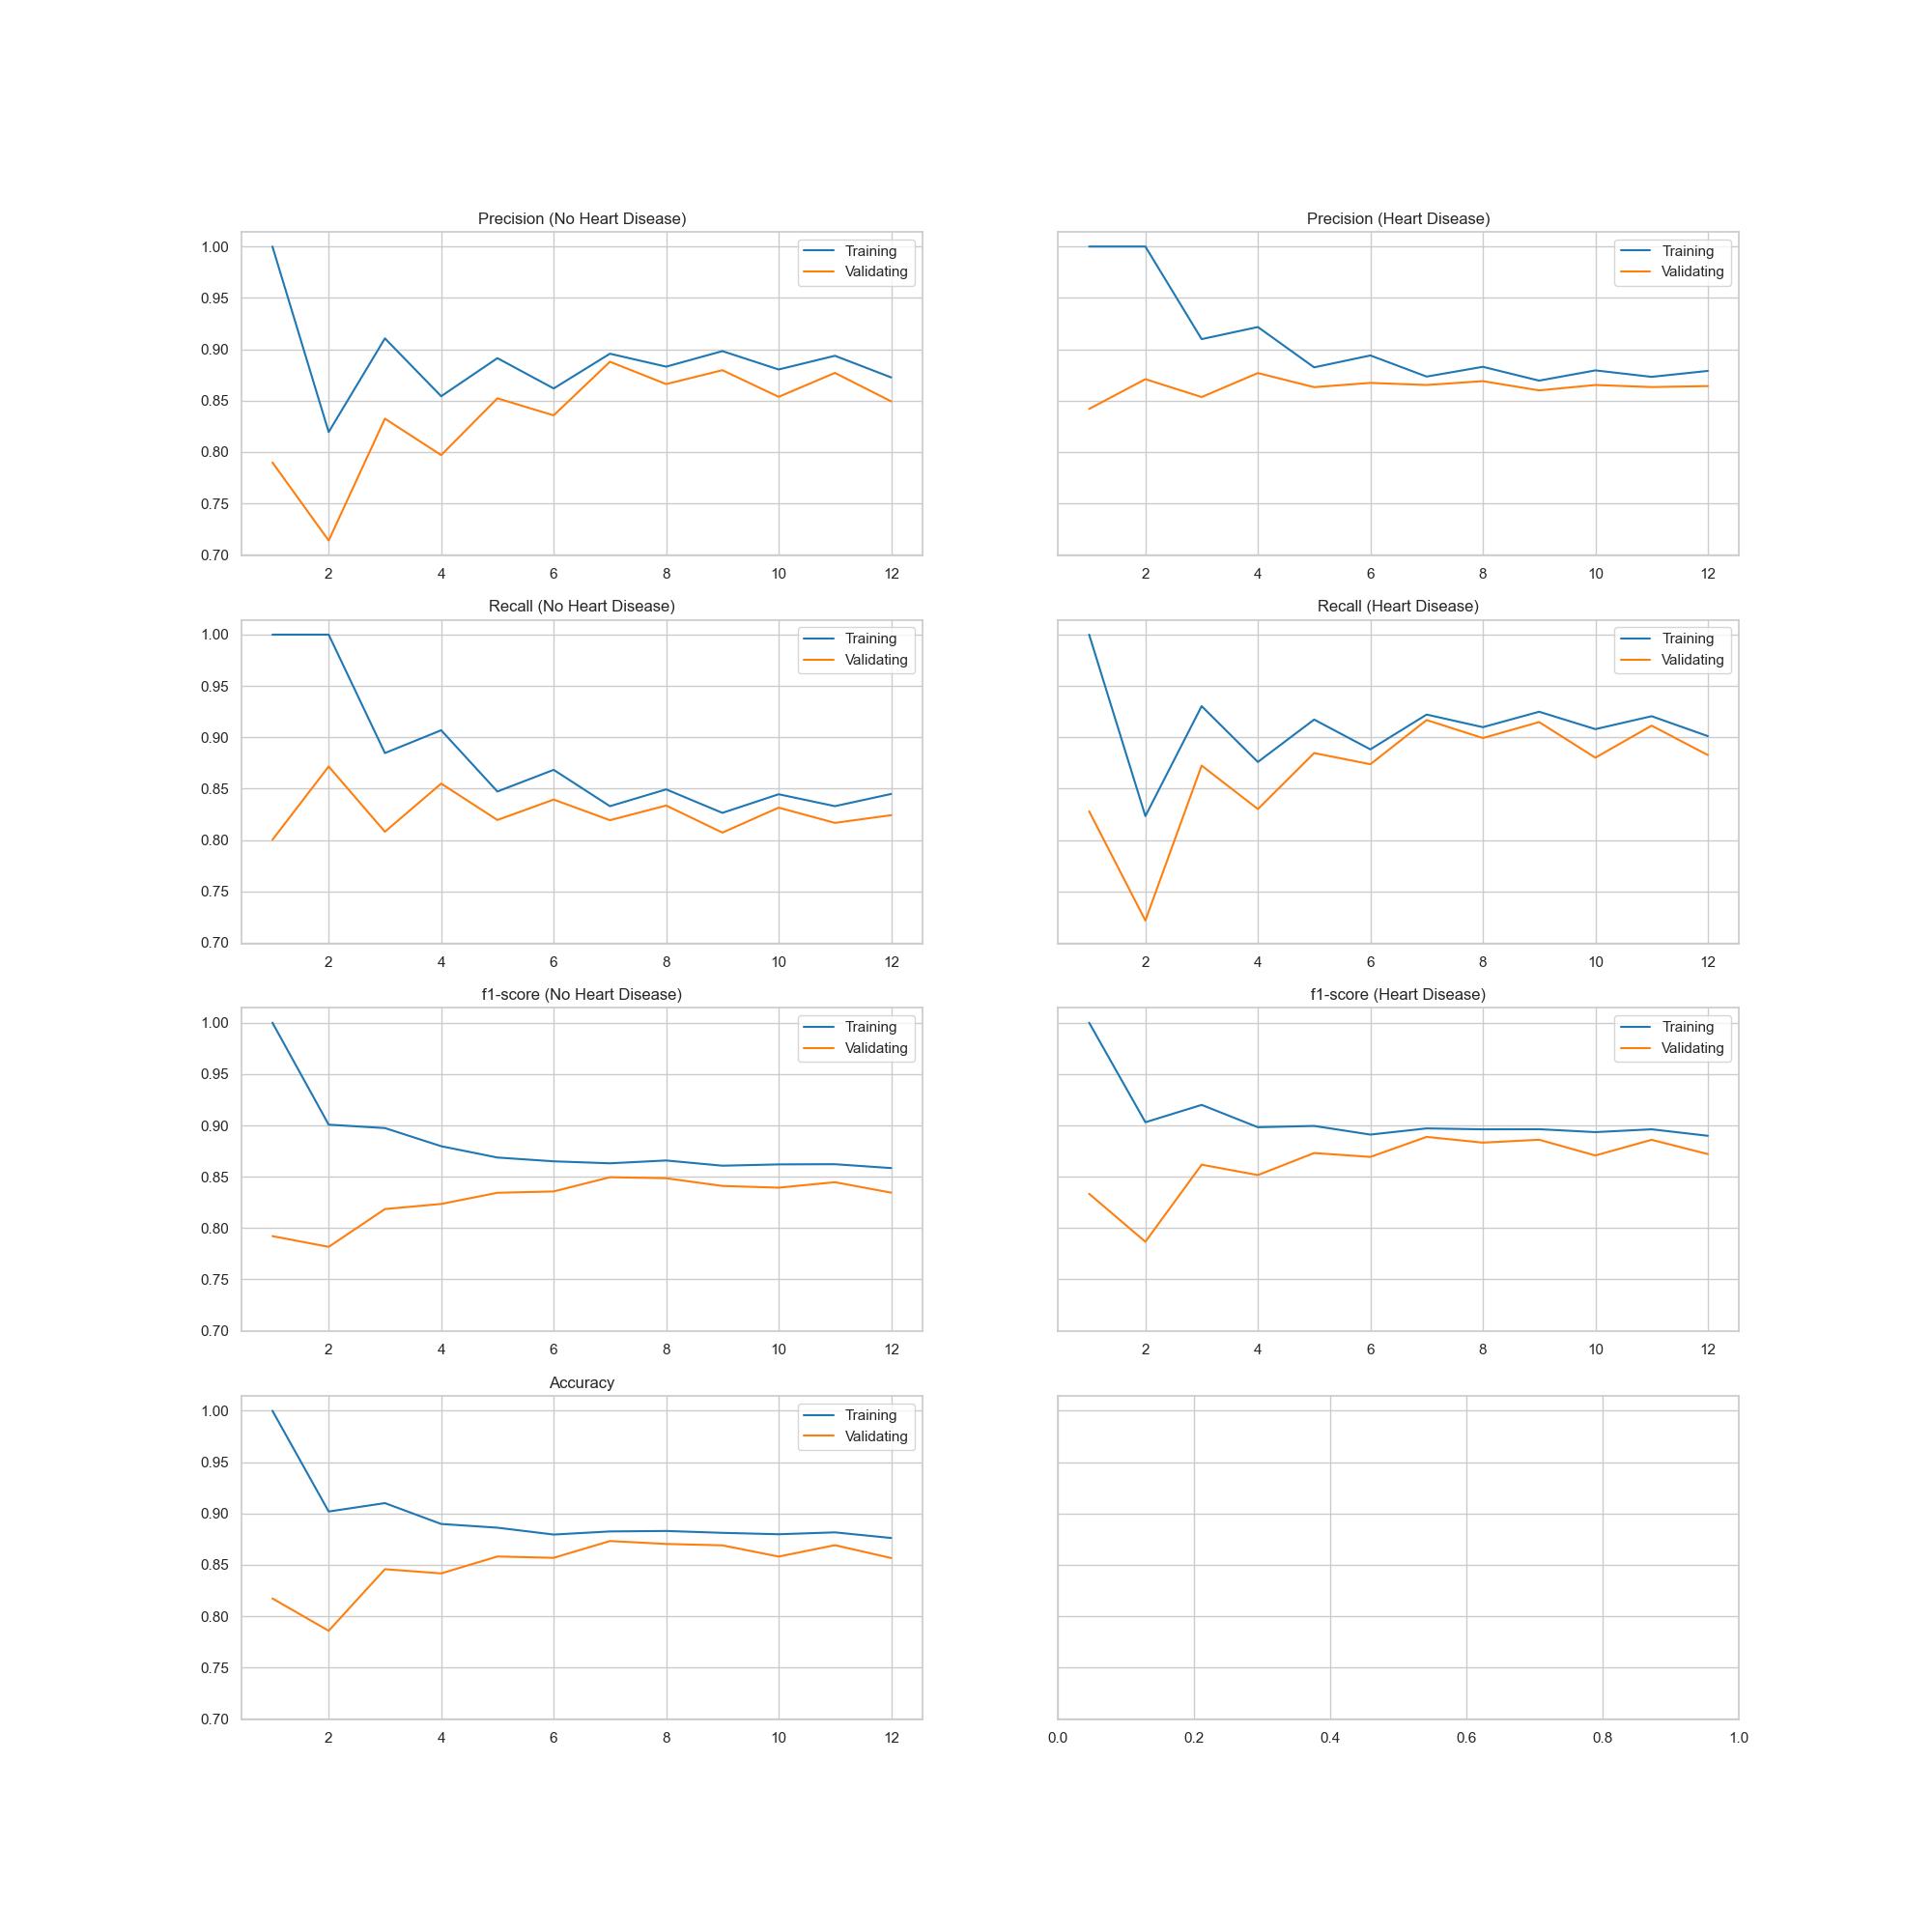 Precision (No Heart Disease)
1.00
0.95
0.90
0.85
0.80
0.75
0.70
2 4 6 8 10 12
Training
Validating
Precision (Heart Disease)
2 4 6 8 10 12
Training
Validating
Recall (No Heart Disease)
1.00
0.95
0.90
0.85
0.80
0.75
0.70
2 4 6 8 10 12
Training
Validating
Recall (Heart Disease)
2 4 6 8 10 12
Training
Validating
f1-score (No Heart Disease)
1.00
0.95
0.90
0.85
0.80
0.75
0.70
2 4 6 8 10 12
Training
Validating
f1-score (Heart Disease)
2 4 6 8 10 12
Training
Validating
Accuracy
1.00
0.95
0.90
0.85
0.80
0.75
0.70
2 4 6 8 10 12
Training
Validating
0.0 0.2 0.4 0.6 0.8 1.0